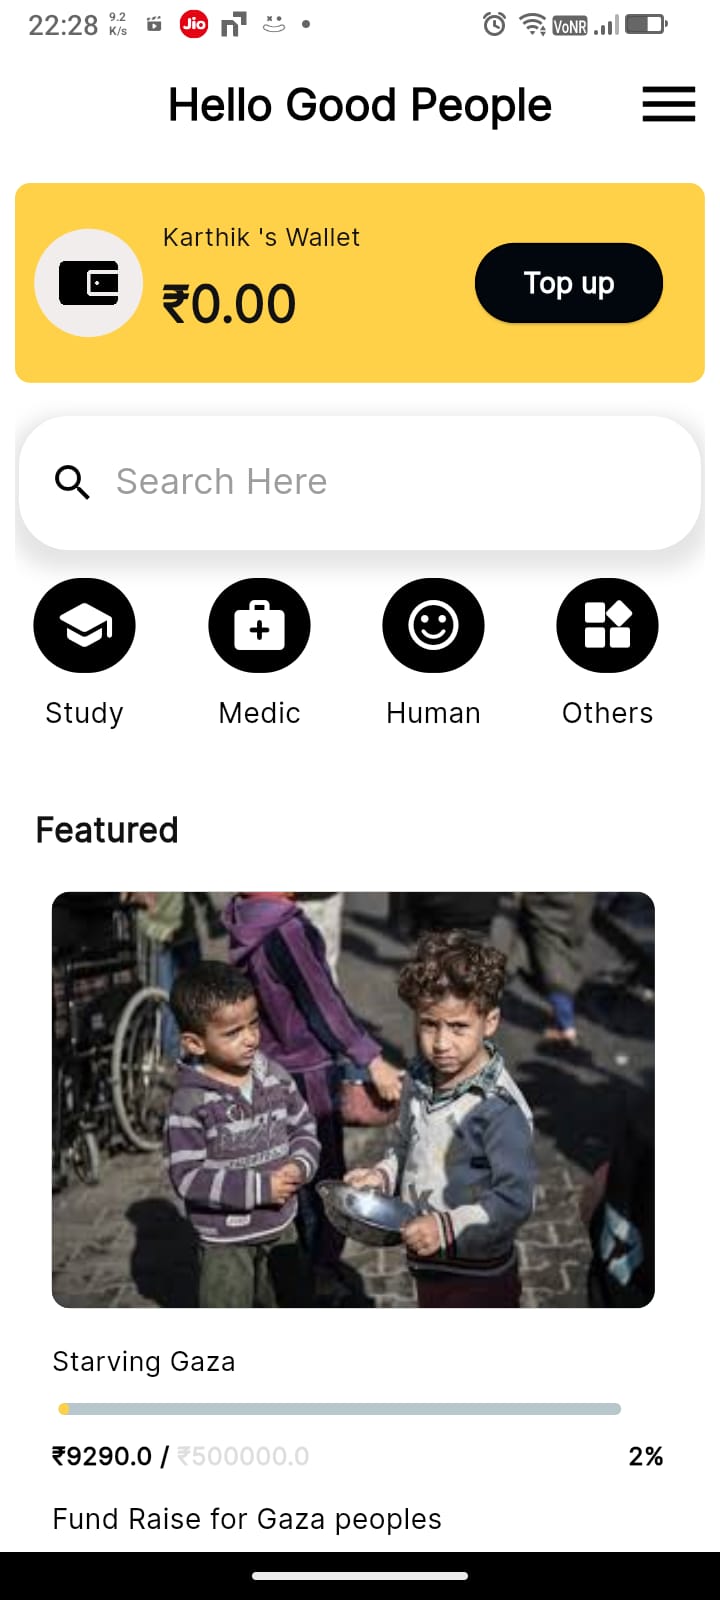 22:28 9.2 K/s Jio VoNR
Hello Good People
Karthik 's Wallet
₹0.00
Top up
Search Here
Study Medic Human Others
Featured
Starving Gaza
₹9290.0 / ₹500000.0 2%
Fund Raise for Gaza peoples